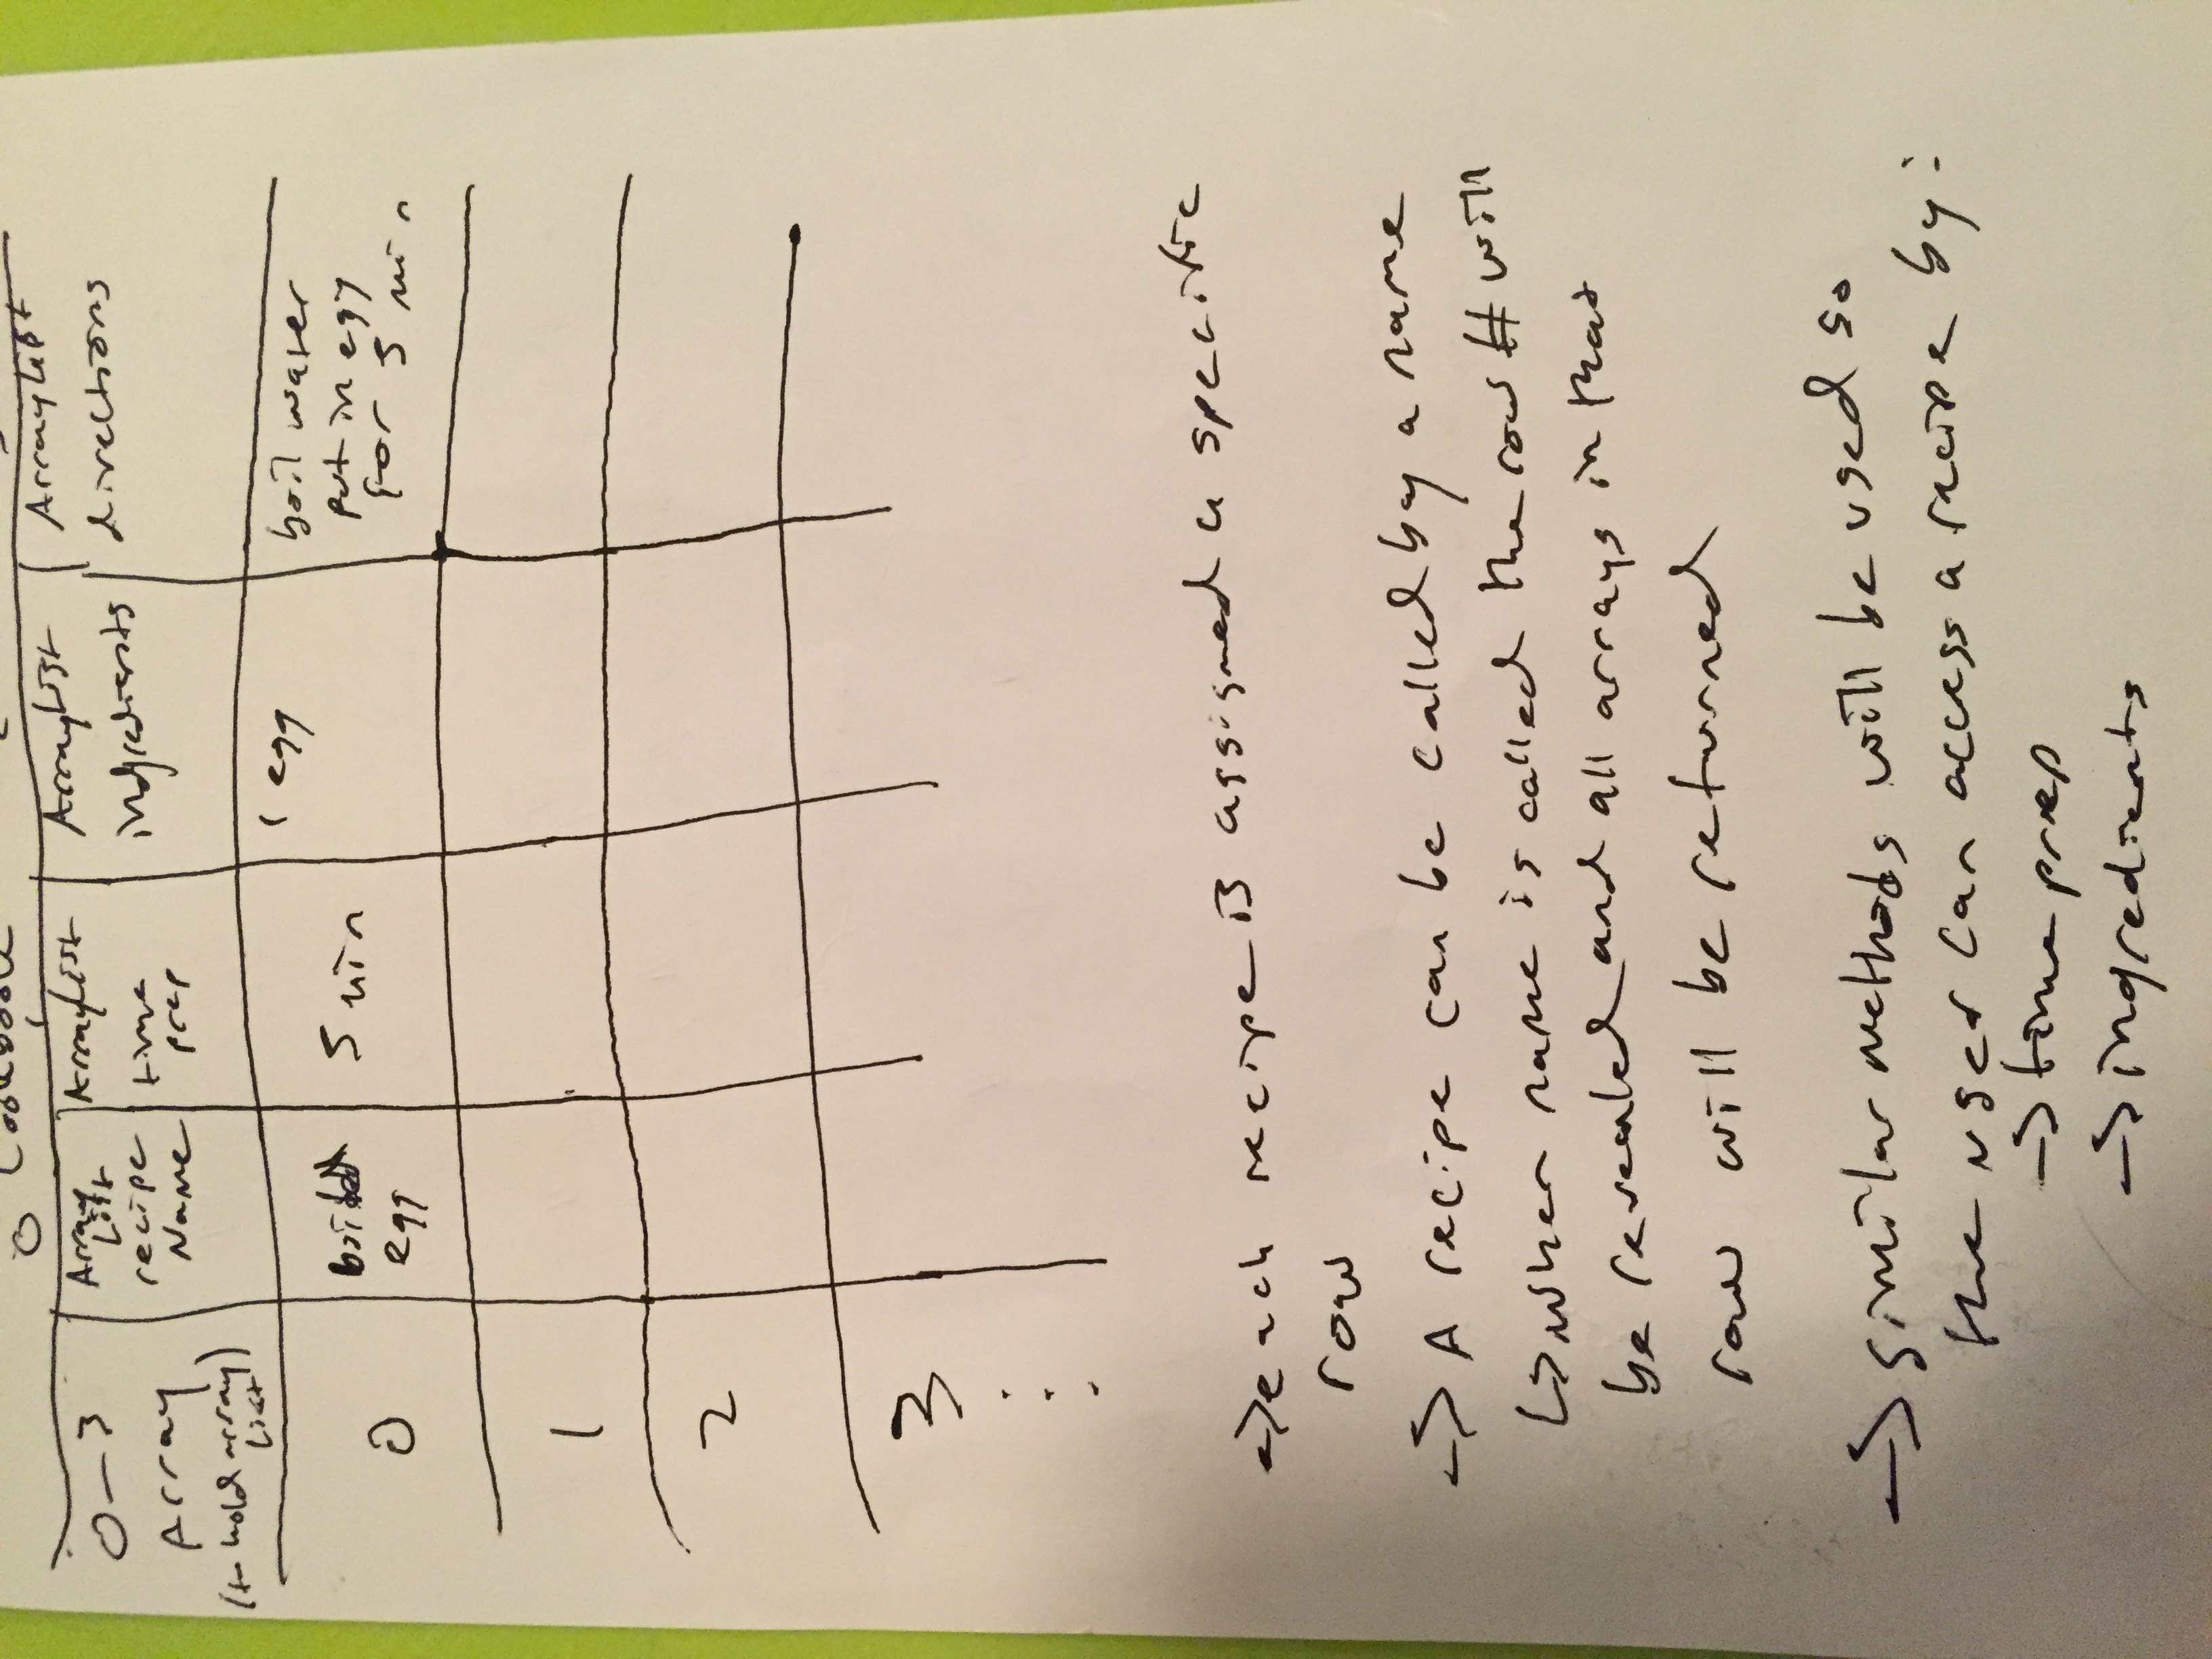 0 Cookbook
0-3
Array
(to hold array
List)
Array
List
recipe
Name
ArrayList
time
prep
ArrayList
ingredients
ArrayList
directions
0
boiled
egg
5 min
1 egg
boil water
put in egg
for 5 min
1
2
3
.
.
.
→ each recipe is assigned a specific
row
→ A recipe can be called by a name
↳ when name is called the row # will
be revealed and all arrays in that
row will be returned
→ similar methods will be used so
the user can access a recipe by:
→ time prep
→ ingredients